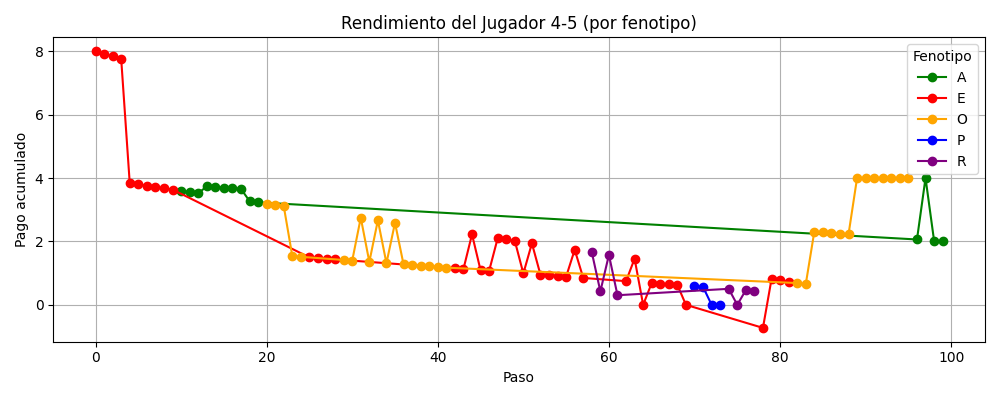 Rendimiento del Jugador 4-5 (por fenotipo)
Pago acumulado
8
6
4
2
0
0
20
40
60
80
100
Paso
Fenotipo
A
E
O
P
R